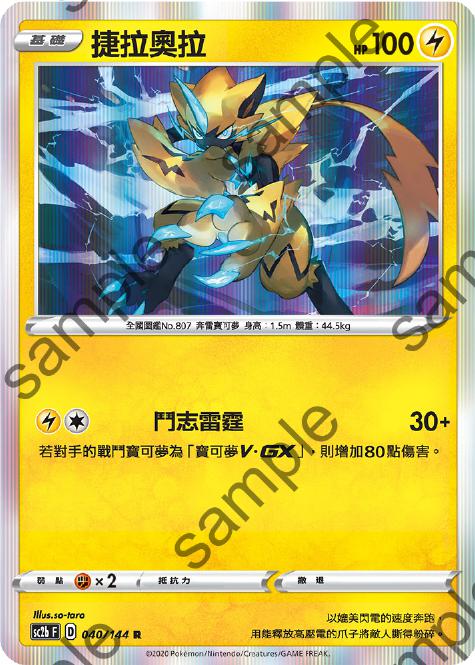 基礎 捷拉奧拉 HP 100
全國圖鑑No.807 奔雷寶可夢 身高：1.5m 體重：44.5kg
鬥志雷霆 30+
若對手的戰鬥寶可夢為「寶可夢V・GX」，則增加80點傷害。
弱點 ×2 抵抗力 撤退
Illus.so-taro
sc2b F D 040/144 R
以媲美閃電的速度奔跑。
用能釋放高壓電的爪子將敵人撕得粉碎。
©2020 Pokémon/Nintendo/Creatures/GAME FREAK.
sample
sample
sample
sample
sample
sample